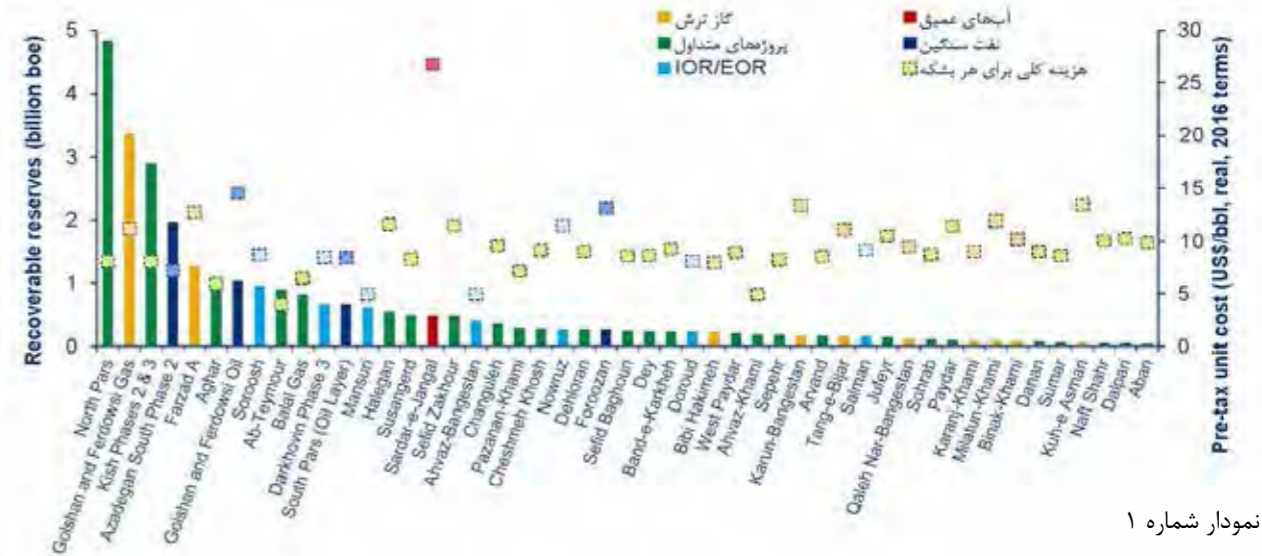 Recoverable reserves (billion boe)
5
4
3
2
1
0
گاز ترش
آب‌های عمیق
پروژه‌های متداول
نفت سنگین
IOR/EOR
هزینه کلی برای هر بشکه
30
25
20
15
10
5
0
Pre-tax unit cost (US$/bbl, real, 2016 terms)
North Pars
Golshan and Ferdowsi Gas
Kish Phases 2 & 3
Azadegan South Phase 2
Farzad A
Aghar
Golshan and Ferdowsi Oil
Soroosh
Ab-Teymour
Balal Gas
Darkhovin Phase 3
South Pars (Oil Layer)
Mansuri
Halegan
Susangerd
Sardar-e-Jangal
Sefid Zakhour
Ahvaz-Bangestan
Changuleh
Pazanan-Khami
Cheshmeh Khosh
Nowruz
Dehloran
Foroozan
Sefid Baghoun
Dey
Band-e-Karkheh
Doroud
Bibi Hakimeh
West Paydar
Ahvaz-Khami
Sepehr
Karun-Bangestan
Arvand
Tang-e-Bijar
Salman
Jufeyr
Qaleh Nar-Bangestan
Sohrab
Paydar
Karanj-Khami
Milatun-Khami
Binak-Khami
Danan
Sumar
Kuh-e Asman
Naft Shahr
Dalpari
Aban
نمودار شماره ۱